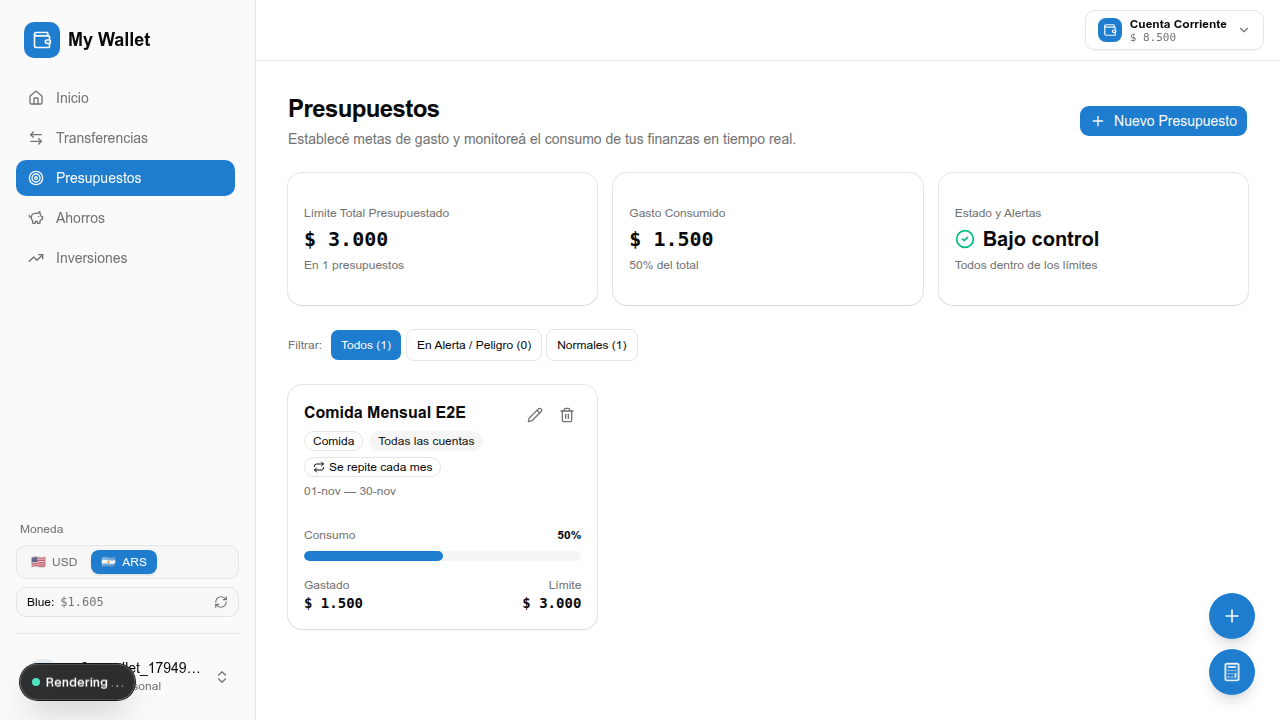 My Wallet
Inicio
Transferencias
Presupuestos
Ahorros
Inversiones
Moneda
USD
ARS
Blue: $1.605
Rendering...
Cuenta Corriente
$ 8.500
Presupuestos
Establecé metas de gasto y monitoreá el consumo de tus finanzas en tiempo real.
Nuevo Presupuesto
Límite Total Presupuestado
$ 3.000
En 1 presupuestos
Gasto Consumido
$ 1.500
50% del total
Estado y Alertas
Bajo control
Todos dentro de los límites
Filtrar:
Todos (1)
En Alerta / Peligro (0)
Normales (1)
Comida Mensual E2E
Comida
Todas las cuentas
Se repite cada mes
01-nov — 30-nov
Consumo
50%
Gastado
Límite
$ 1.500
$ 3.000